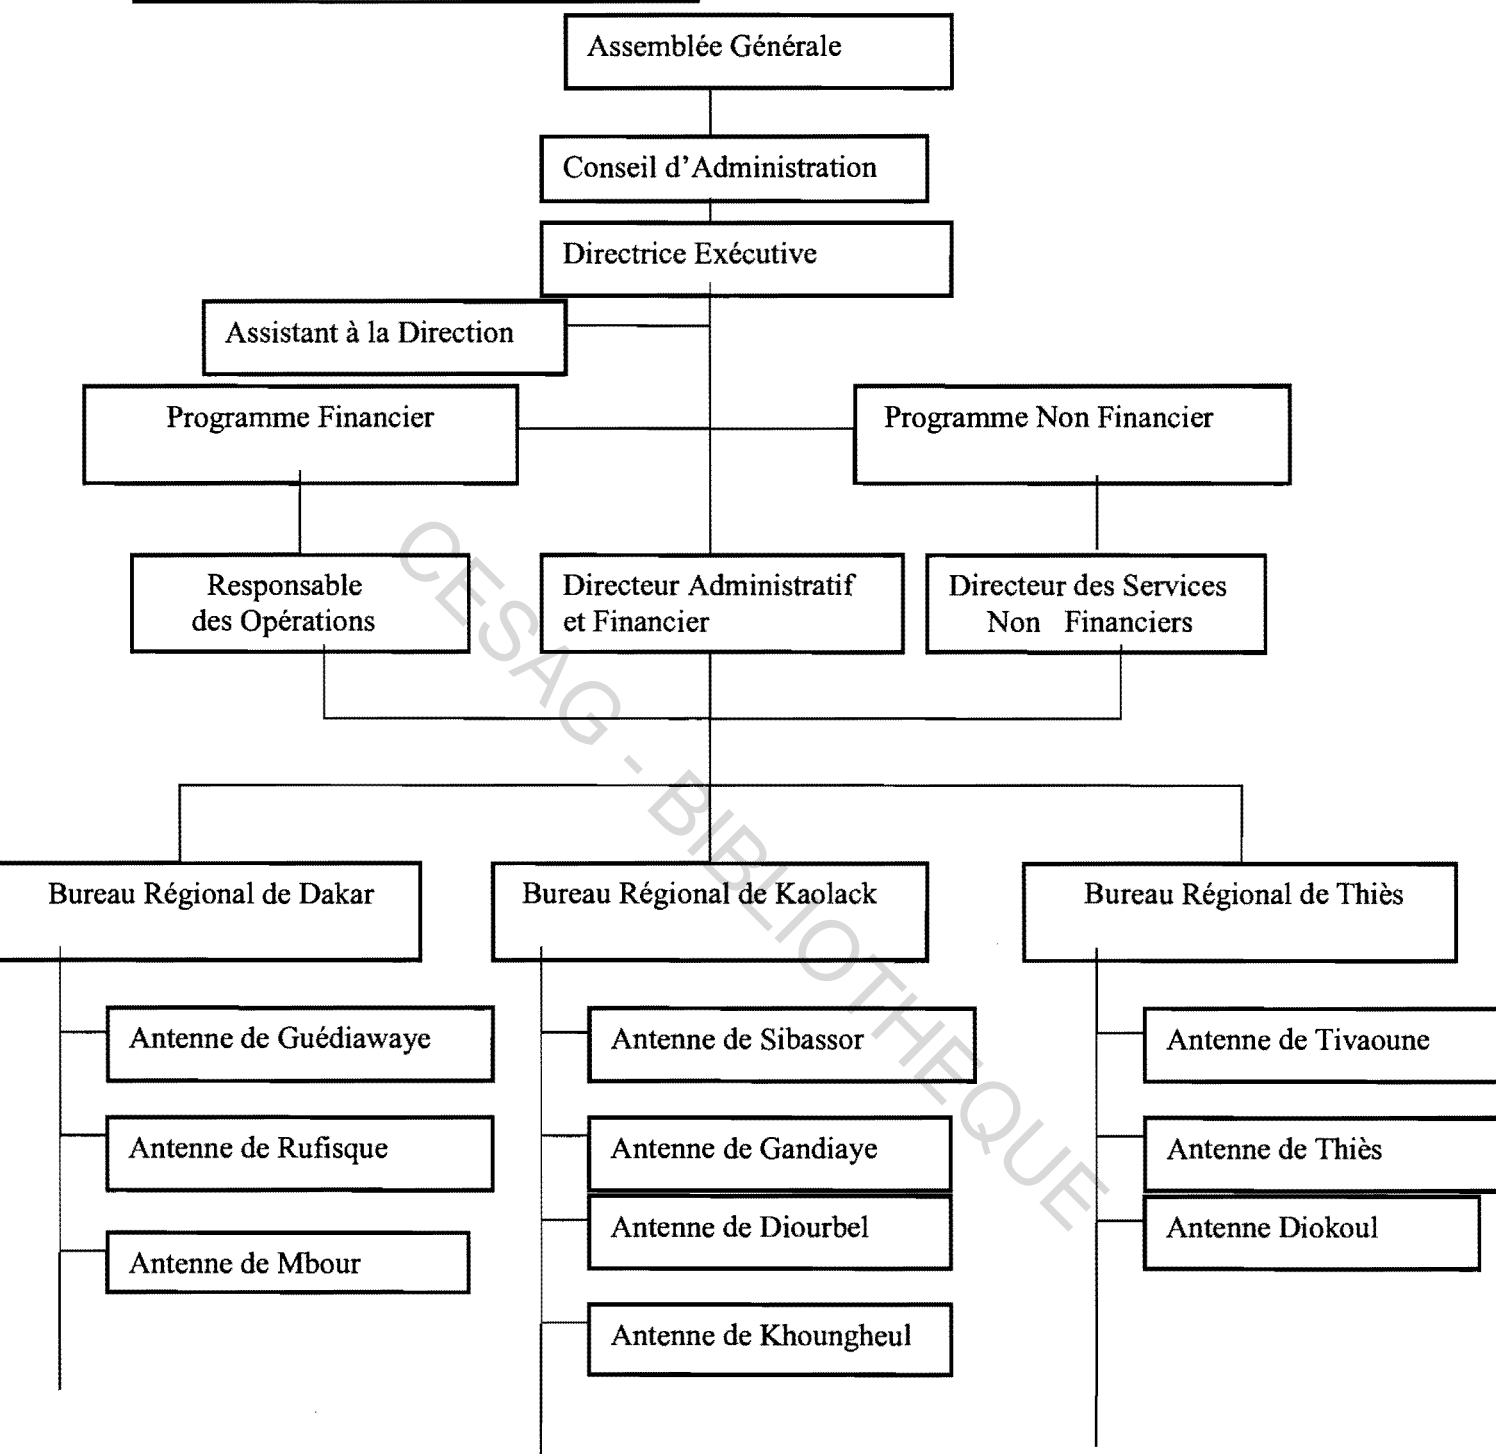 Assemblée Générale
Conseil d'Administration
Directrice Exécutive
Assistant à la Direction
Programme Financier
Programme Non Financier
Responsable
des Opérations
Directeur Administratif
et Financier
Directeur des Services
Non Financiers
Bureau Régional de Dakar
Bureau Régional de Kaolack
Bureau Régional de Thiès
Antenne de Guédiawaye
Antenne de Rufisque
Antenne de Mbour
Antenne de Sibassor
Antenne de Gandiaye
Antenne de Diourbel
Antenne de Khoungheul
Antenne de Tivaoune
Antenne de Thiès
Antenne Diokoul
CESAG - BIBLIOTHEQUE